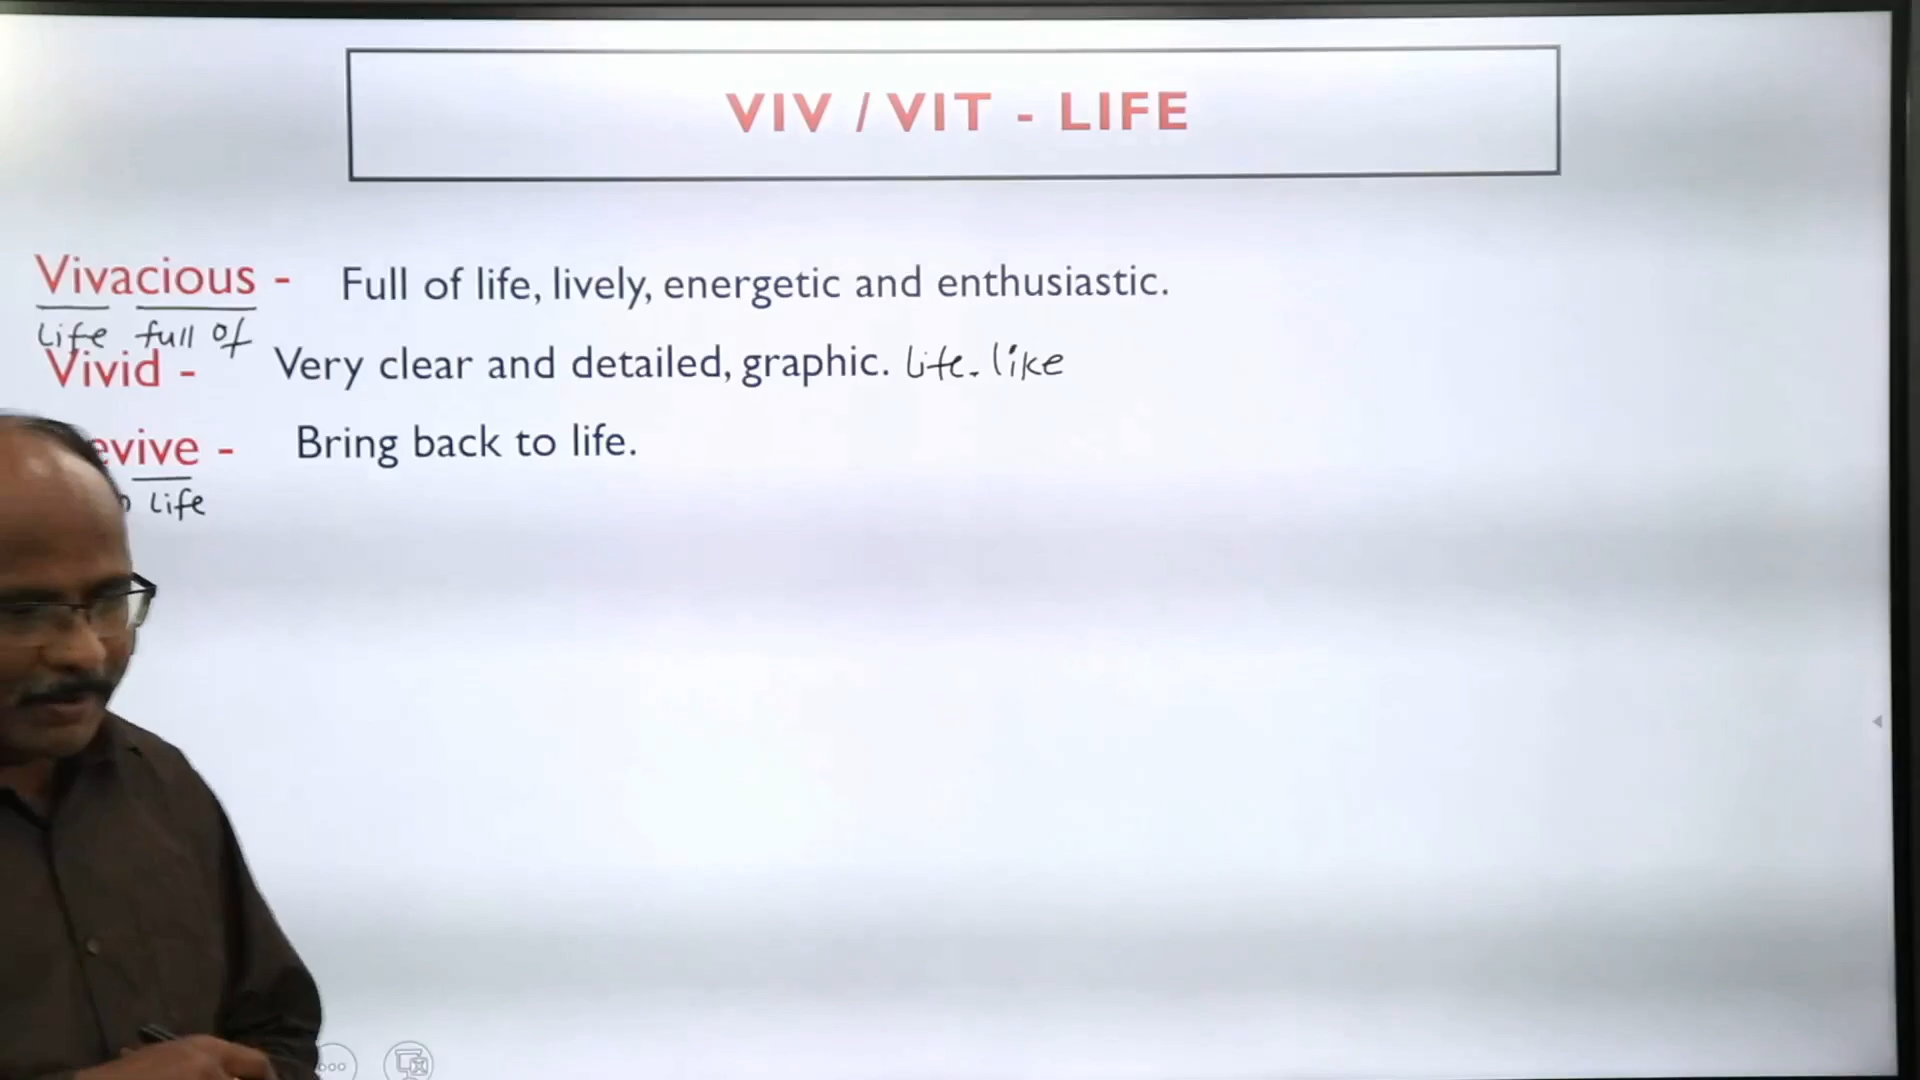 VIV / VIT - LIFE
Vivacious - Full of life, lively, energetic and enthusiastic.
Life full of
Vivid - Very clear and detailed, graphic. life-like
evive - Bring back to life.
life